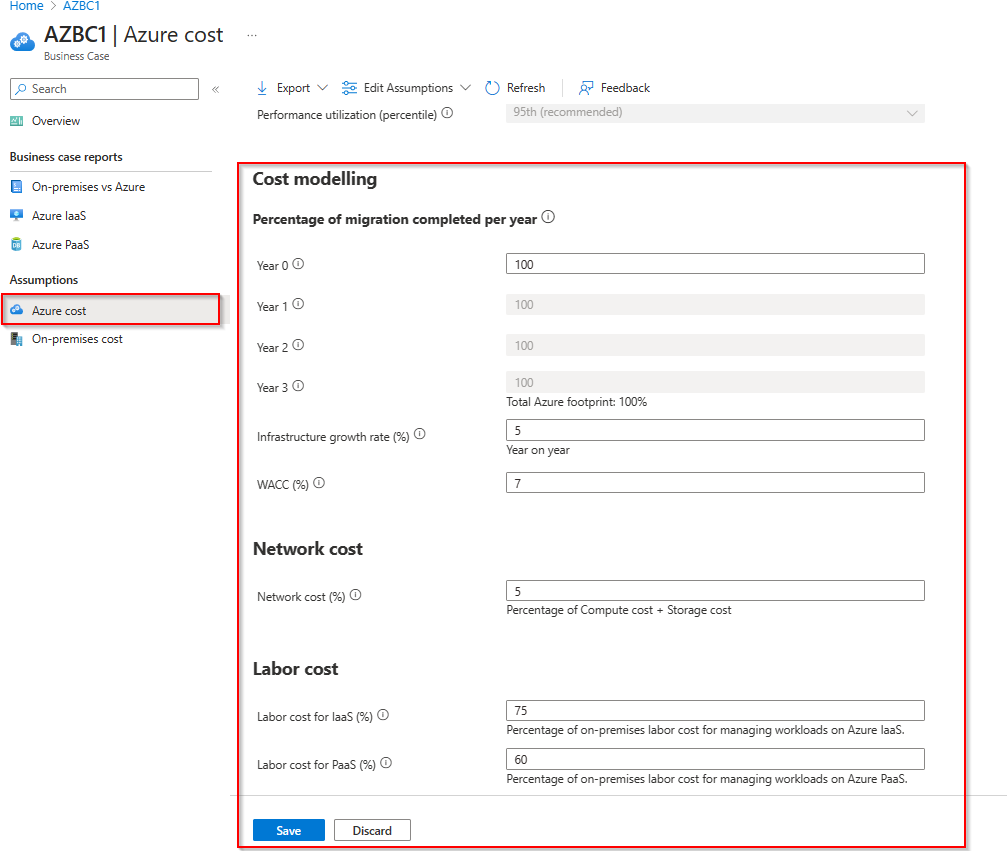 Home > AZBC1
AZBC1 | Azure cost ...
Business Case
Search «
Overview
Business case reports
On-premises vs Azure
Azure IaaS
Azure PaaS
Assumptions
Azure cost
On-premises cost
Export Edit Assumptions Refresh Feedback
Performance utilization (percentile) 95th (recommended)
Cost modelling
Percentage of migration completed per year
Year 0 100
Year 1 100
Year 2 100
Year 3 100
Total Azure footprint: 100%
Infrastructure growth rate (%) 5
Year on year
WACC (%) 7
Network cost
Network cost (%) 5
Percentage of Compute cost + Storage cost
Labor cost
Labor cost for IaaS (%) 75
Percentage of on-premises labor cost for managing workloads on Azure IaaS.
Labor cost for PaaS (%) 60
Percentage of on-premises labor cost for managing workloads on Azure PaaS.
Save Discard